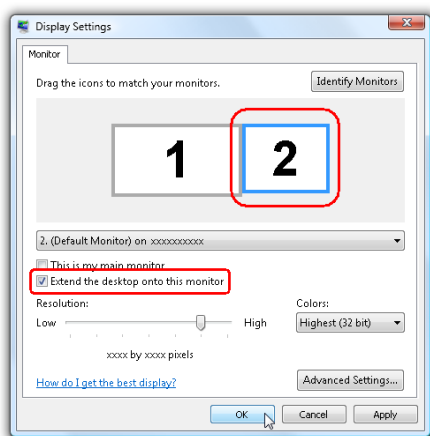 Display Settings
Monitor
Drag the icons to match your monitors.
Identify Monitors
1
2
2. (Default Monitor) on xxxxxxxxxx
This is my main monitor
Extend the desktop onto this monitor
Resolution:
Colors:
Low
High
Highest (32 bit)
xxxx by xxxx pixels
How do I get the best display?
Advanced Settings...
OK
Cancel
Apply